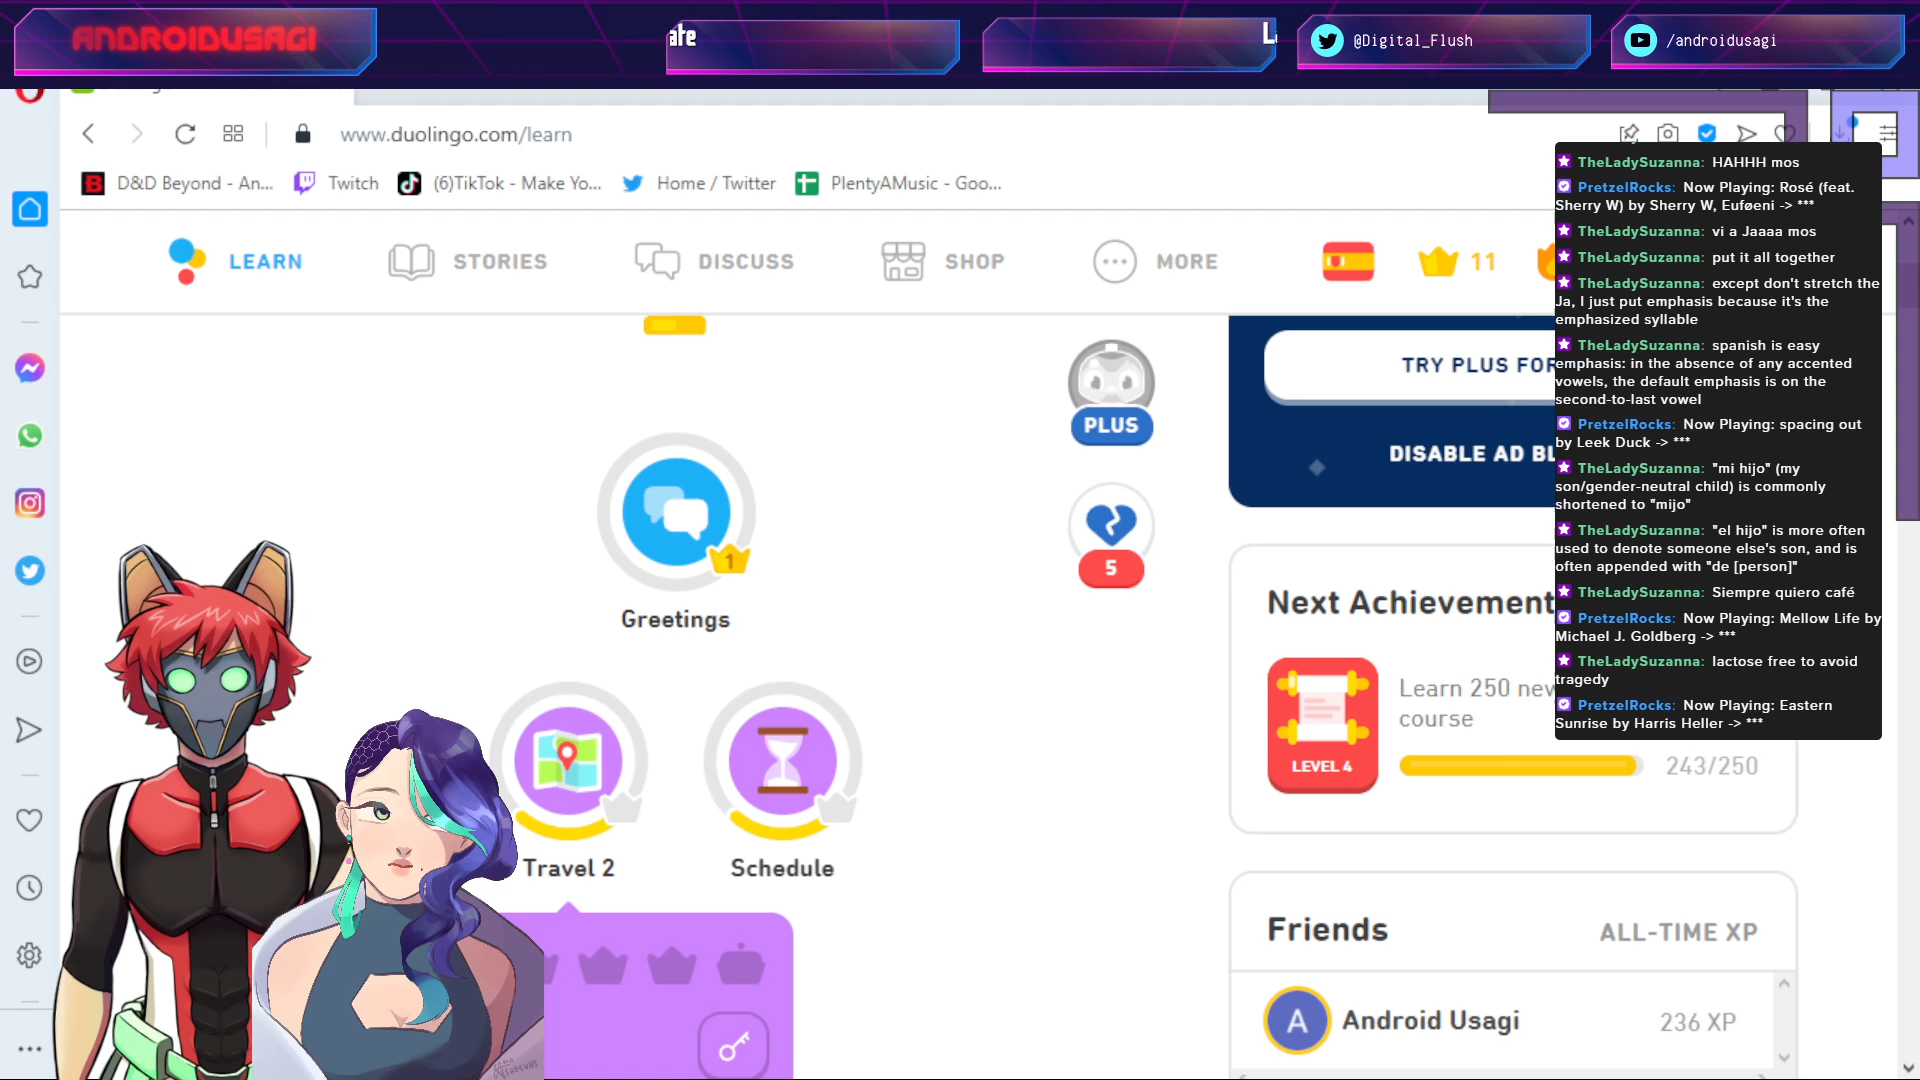 ANDROIDUSAGI
ate
L
@Digital_Flush
/androidusagi
www.duolingo.com/learn
D&D Beyond - An...
Twitch
(6)TikTok - Make Yo...
Home / Twitter
PlentyAMusic - Goo...
LEARN
STORIES
DISCUSS
SHOP
MORE
11
PLUS
5
1
Greetings
Travel 2
Schedule
TRY PLUS FOR
DISABLE AD BL
Next Achievement
Learn 250 new
course
LEVEL 4
243/250
Friends
ALL-TIME XP
A
Android Usagi
236 XP
TheLadySuzanna: HAHHH mos
PretzelRocks: Now Playing: Rosé (feat.
Sherry W) by Sherry W, Euføeni -> ***
TheLadySuzanna: vi a Jaaaa mos
TheLadySuzanna: put it all together
TheLadySuzanna: except don't stretch the
Ja, I just put emphasis because it's the
emphasized syllable
TheLadySuzanna: spanish is easy
emphasis: in the absence of any accented
vowels, the default emphasis is on the
second-to-last vowel
PretzelRocks: Now Playing: spacing out
by Leek Duck -> ***
TheLadySuzanna: "mi hijo" (my
son/gender-neutral child) is commonly
shortened to "mijo"
TheLadySuzanna: "el hijo" is more often
used to denote someone else's son, and is
often appended with "de [person]"
TheLadySuzanna: Siempre quiero café
PretzelRocks: Now Playing: Mellow Life by
Michael J. Goldberg -> ***
TheLadySuzanna: lactose free to avoid
tragedy
PretzelRocks: Now Playing: Eastern
Sunrise by Harris Heller -> ***